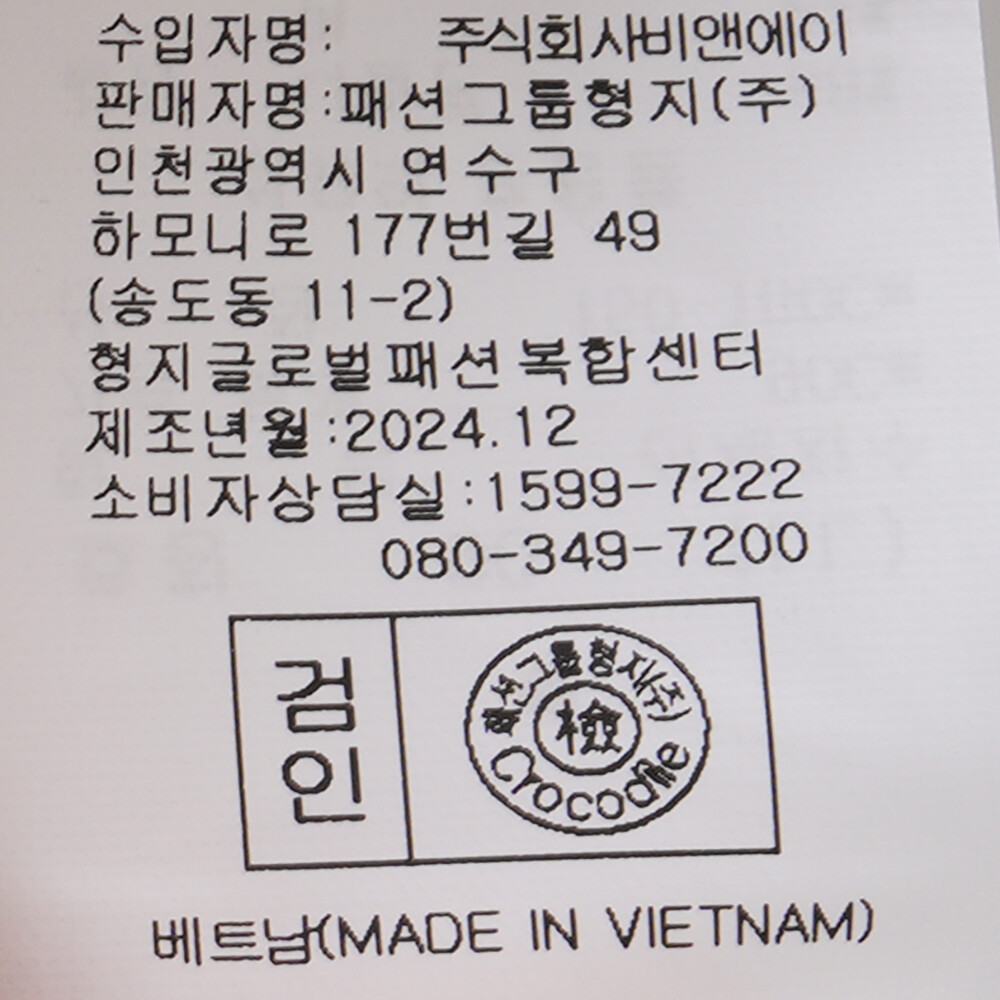 수입자명: 주식회사비앤에이
판매자명:패션그룹형지(주)
인천광역시 연수구
하모니로 177번길 49
(송도동 11-2)
형지글로벌패션복합센터
제조년월:2024.12
소비자상담실:1599-7222
080-349-7200
검인
패션그룹형지(주)
檢
Crocodile
베트남(MADE IN VIETNAM)